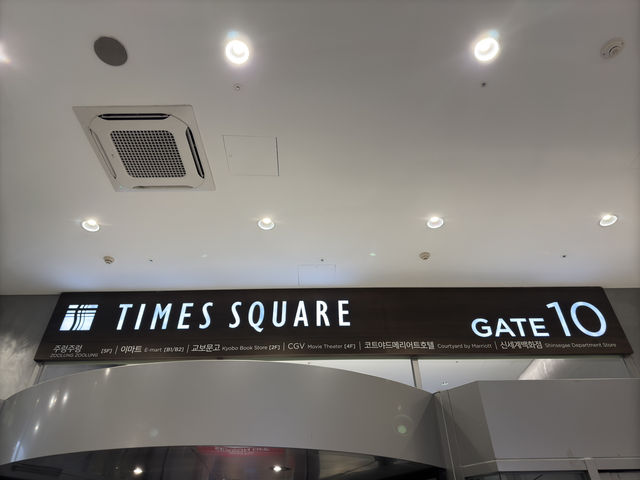 TIMES SQUARE
GATE 10
주렁주렁 ZOOLUNG ZOOLUNG [5F] | 이마트 E-mart [B1/B2] | 교보문고 Kyobo Book Store [2F] | CGV Movie Theater [4F] | 코트야드메리어트호텔 Courtyard by Marriott | 신세계백화점 Shinsegae Department Store